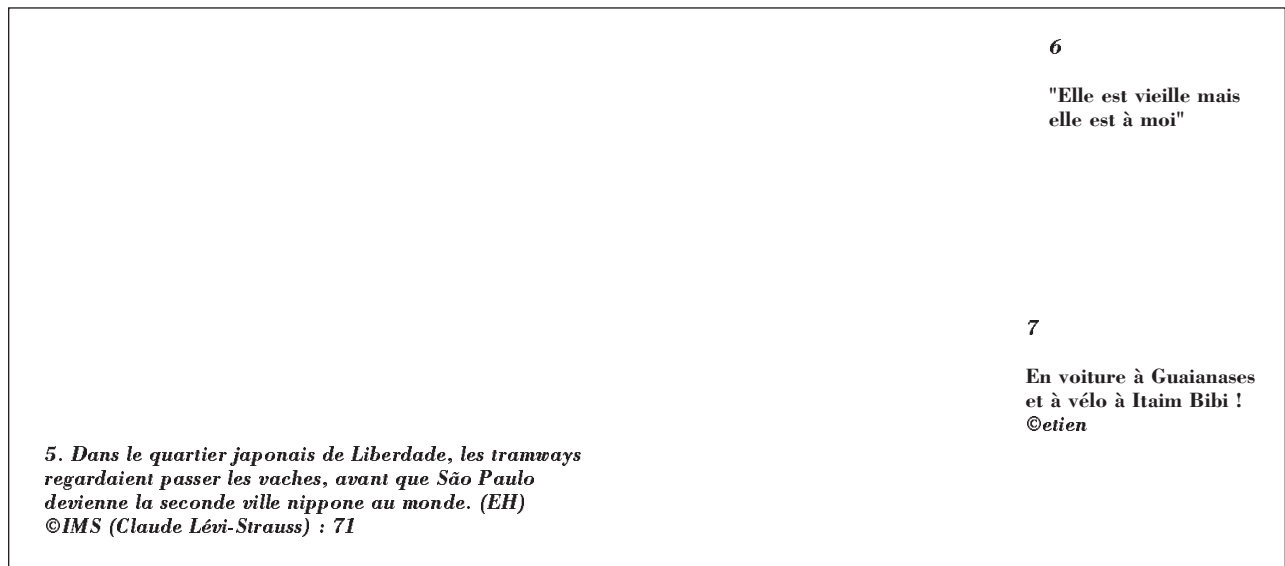 6
"Elle est vieille mais
elle est à moi"
7
En voiture à Guaianases
et à vélo à Itaim Bibi !
©etien
5. Dans le quartier japonais de Liberdade, les tramways
regardaient passer les vaches, avant que São Paulo
devienne la seconde ville nippone au monde. (EH)
©IMS (Claude Lévi-Strauss) : 71